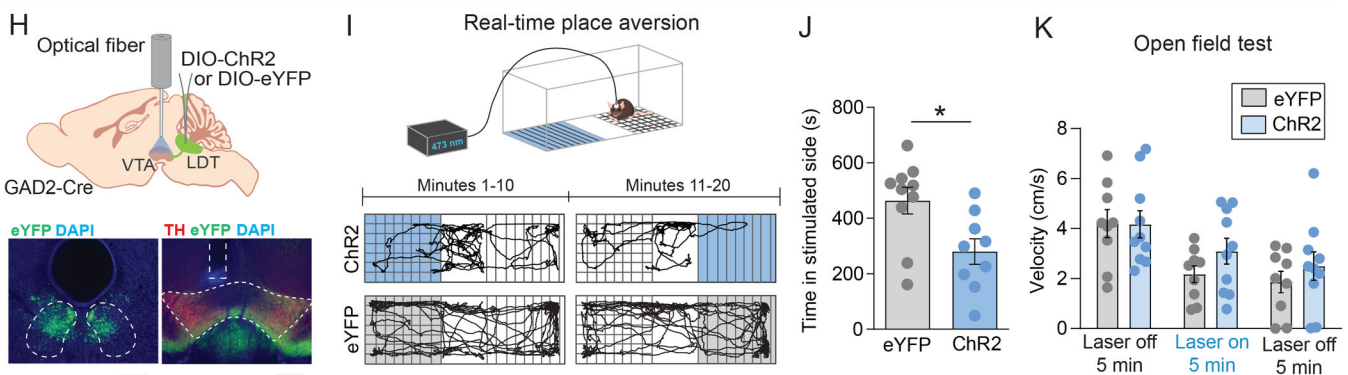 H
Optical fiber
DIO-ChR2
or DIO-eYFP
VTA
LDT
GAD2-Cre
eYFP DAPI
TH eYFP DAPI
I
Real-time place aversion
473 nm
Minutes 1-10
Minutes 11-20
ChR2
eYFP
J
Time in stimulated side (s)
800
600
400
200
0
*
eYFP
ChR2
K
Open field test
eYFP
ChR2
Velocity (cm/s)
8
6
4
2
0
Laser off
5 min
Laser on
5 min
Laser off
5 min